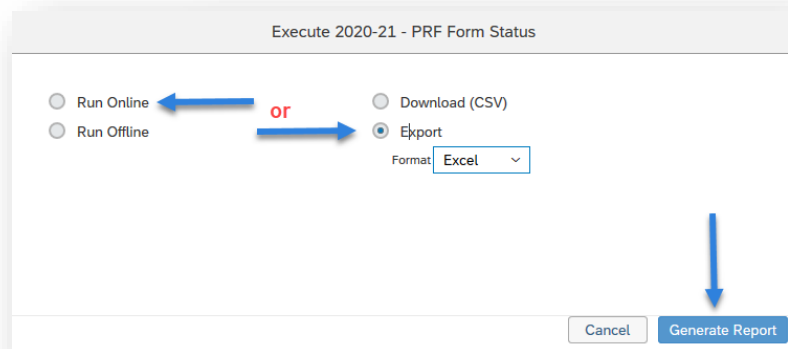 Execute 2020-21 - PRF Form Status
Run Online
or
Download (CSV)
Run Offline
Export
Format Excel
Cancel
Generate Report